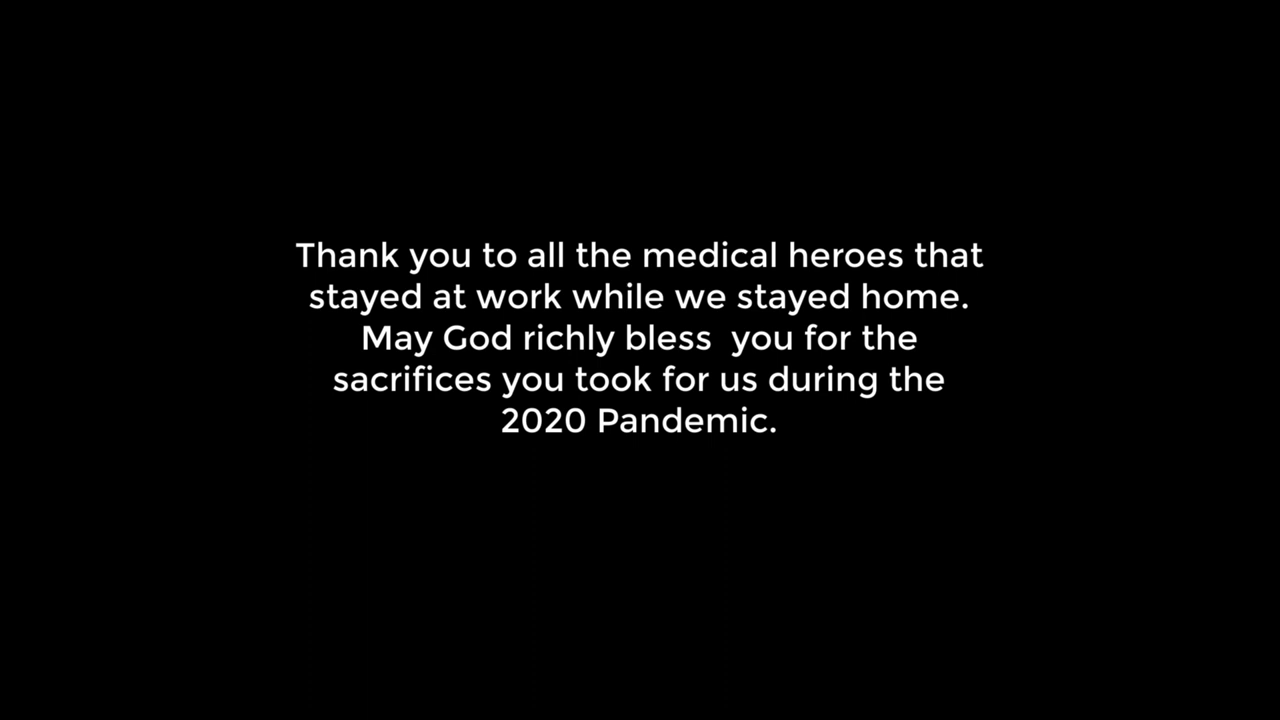 Thank you to all the medical heroes that
stayed at work while we stayed home.
May God richly bless  you for the
sacrifices you took for us during the
2020 Pandemic.